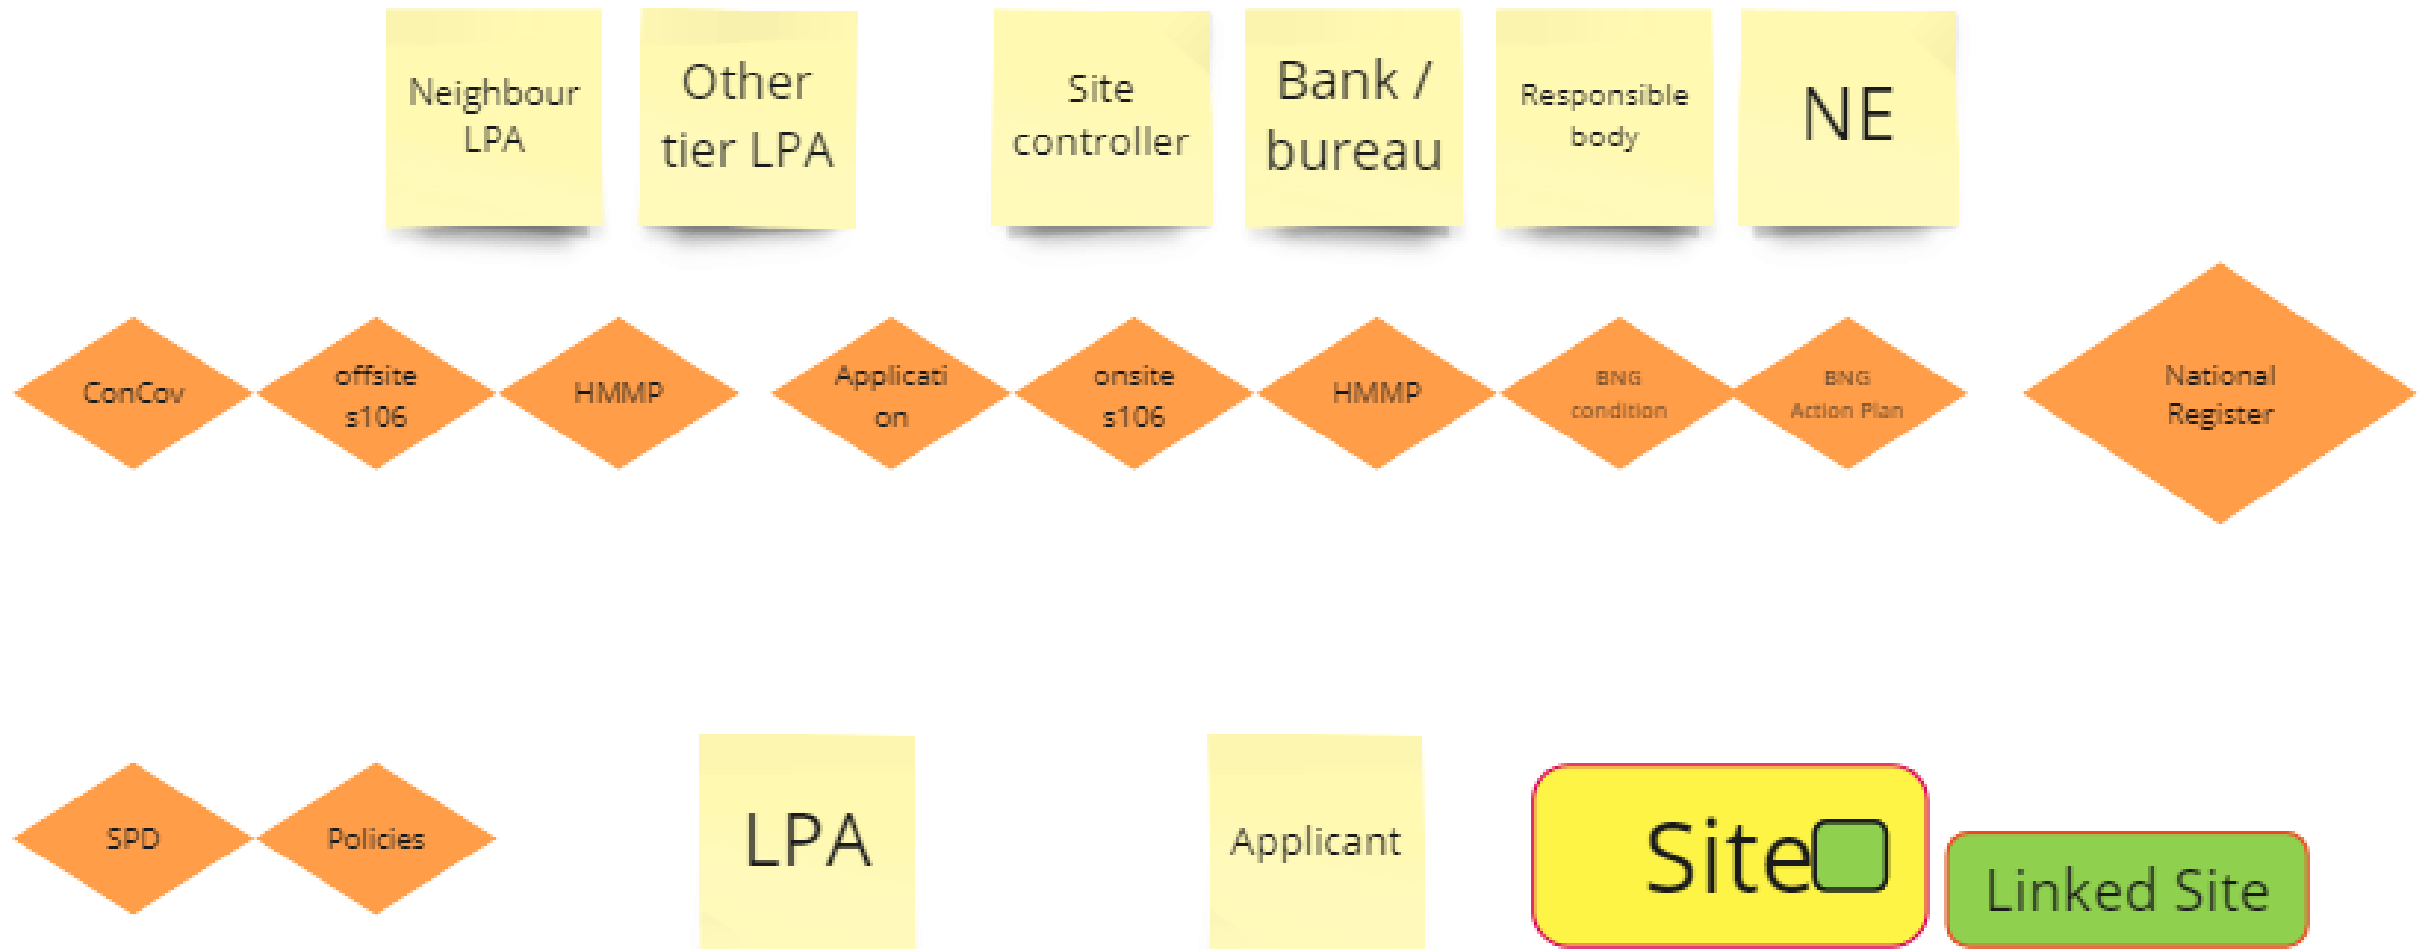 Neighbour
LPA
Other
tier LPA
Site
controller
Bank /
bureau
Responsible
body
NE
ConCov
offsite
s106
HMMP
Applicati
on
onsite
s106
HMMP
BNG
condition
BNG
Action Plan
National
Register
SPD
Policies
LPA
Applicant
Site
Linked Site